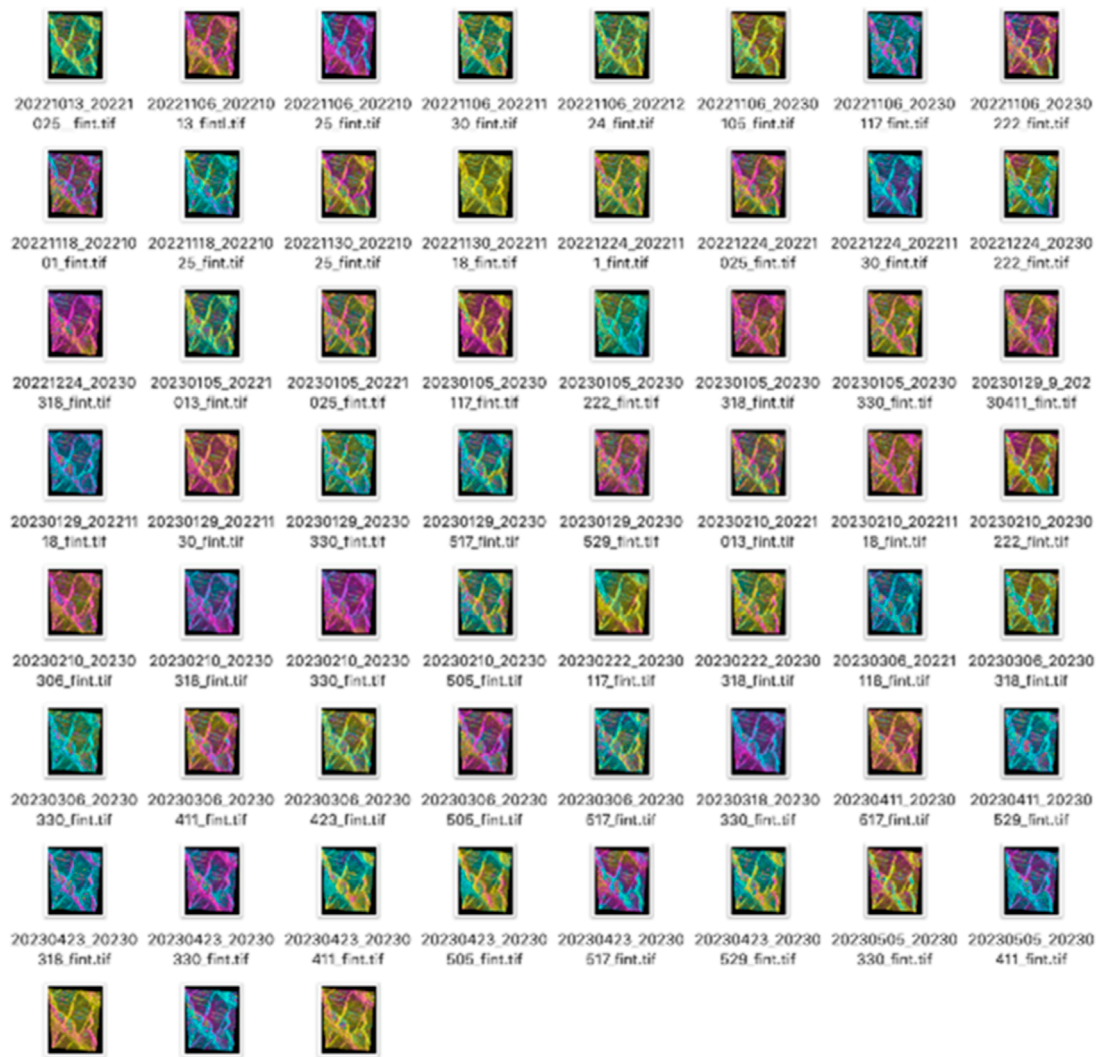 20221013_20221 20221106_202210 20221106_202210 20221106_202211 20221106_202212 20221106_20230 20221106_20230 20221106_20230
025_fint.tif 13_fintl.tif 25_fint.tif 30_fint.tif 24_fint.tif 105_fint.tif 117_fint.tif 222_fint.tif
20221118_202210 20221118_202210 20221130_202210 20221130_202211 20221224_202211 20221224_20221 20221224_202211 20221224_20230
01_fint.tif 25_fint.tif 25_fint.tif 18_fint.tif 1_fint.tif 025_fint.tif 30_fint.tif 222_fint.tif
20221224_20230 20230105_20221 20230105_20221 20230105_20230 20230105_20230 20230105_20230 20230105_20230 20230129_9_202
318_fint.tif 013_fint.tif 025_fint.tif 117_fint.tif 222_fint.tif 318_fint.tif 330_fint.tif 30411_fint.tif
20230129_202211 20230129_202211 20230129_20230 20230129_20230 20230129_20230 20230210_20221 20230210_202211 20230210_20230
18_fint.tif 30_fint.tif 330_fint.tif 517_fint.tif 529_fint.tif 013_fint.tif 18_fint.tif 222_fint.tif
20230210_20230 20230210_20230 20230210_20230 20230210_20230 20230222_20230 20230222_20230 20230306_20221 20230306_20230
306_fint.tif 318_fint.tif 330_fint.tif 505_fint.tif 117_fint.tif 318_fint.tif 118_fint.tif 318_fint.tif
20230306_20230 20230306_20230 20230306_20230 20230306_20230 20230306_20230 20230318_20230 20230411_20230 20230411_20230
330_fint.tif 411_fint.tif 423_fint.tif 505_fint.tif 517_fint.tif 330_fint.tif 517_fint.tif 529_fint.tif
20230423_20230 20230423_20230 20230423_20230 20230423_20230 20230423_20230 20230423_20230 20230505_20230 20230505_20230
318_fint.tif 330_fint.tif 411_fint.tif 505_fint.tif 517_fint.tif 529_fint.tif 330_fint.tif 411_fint.tif